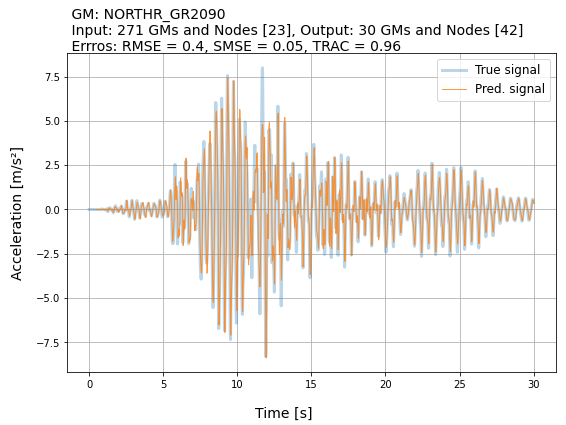 GM: NORTHR_GR2090
Input: 271 GMs and Nodes [23], Output: 30 GMs and Nodes [42]
Errros: RMSE = 0.4, SMSE = 0.05, TRAC = 0.96
True signal
Pred. signal
7.5
5.0
2.5
0.0
−2.5
−5.0
−7.5
Acceleration [m/s²]
0 5 10 15 20 25 30
Time [s]